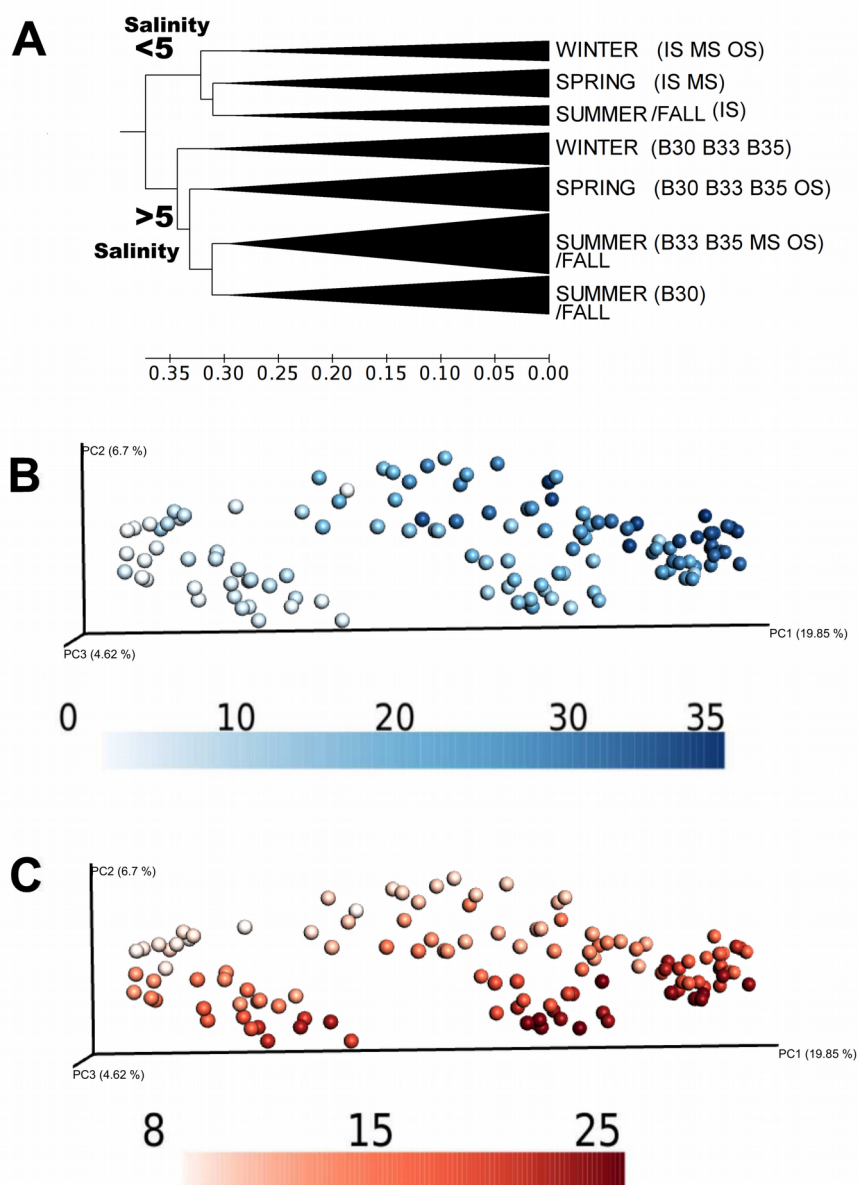 A
Salinity
<5
WINTER (IS MS OS)
SPRING (IS MS)
SUMMER/FALL (IS)
WINTER (B30 B33 B35)
SPRING (B30 B33 B35 OS)
>5
Salinity
SUMMER (B33 B35 MS OS)
/FALL
SUMMER (B30)
/FALL
0.35 0.30 0.25 0.20 0.15 0.10 0.05 0.00
B
PC2 (6.7 %)
PC1 (19.85 %)
PC3 (4.62 %)
0 10 20 30 35
C
PC2 (6.7 %)
PC1 (19.85 %)
PC3 (4.62 %)
8 15 25